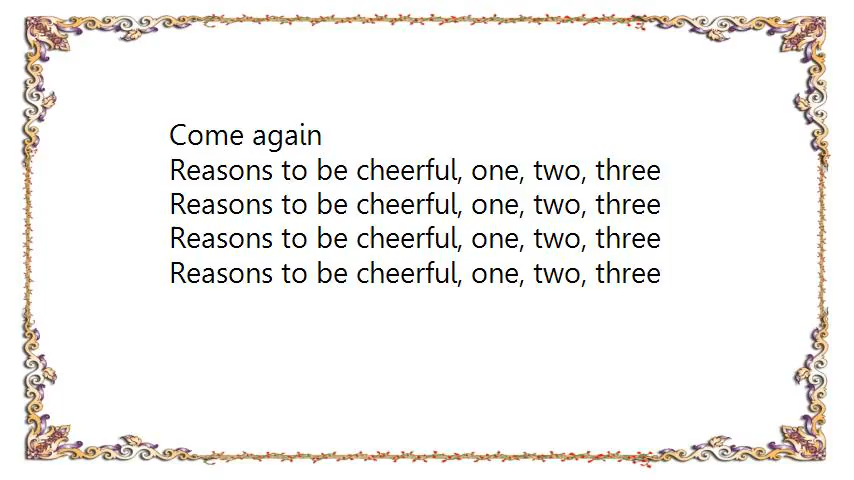 Come again
Reasons to be cheerful, one, two, three
Reasons to be cheerful, one, two, three
Reasons to be cheerful, one, two, three
Reasons to be cheerful, one, two, three